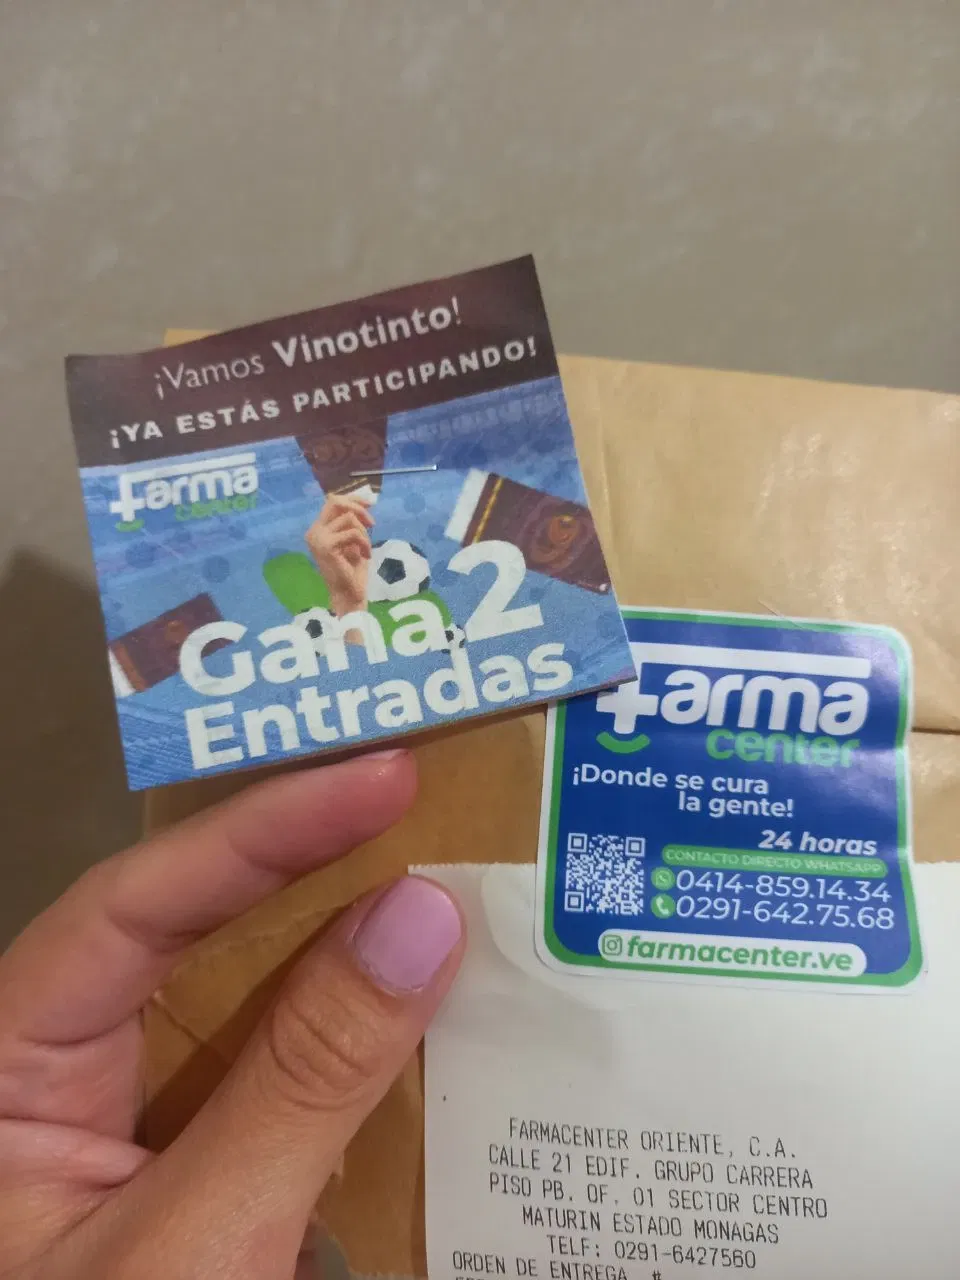 ¡Vamos Vinotinto!
¡YA ESTÁS PARTICIPANDO!
Farma
center
Gana 2
Entradas
Farma
center
¡Donde se cura
la gente!
24 horas
CONTACTO DIRECTO WHATSAPP
0414-859.14.34
0291-642.75.68
farmacenter.ve
FARMACENTER ORIENTE, C.A.
CALLE 21 EDIF. GRUPO CARRERA
PISO PB. OF. 01 SECTOR CENTRO
MATURIN ESTADO MONAGAS
TELF: 0291-6427560
ORDEN DE ENTREGA #